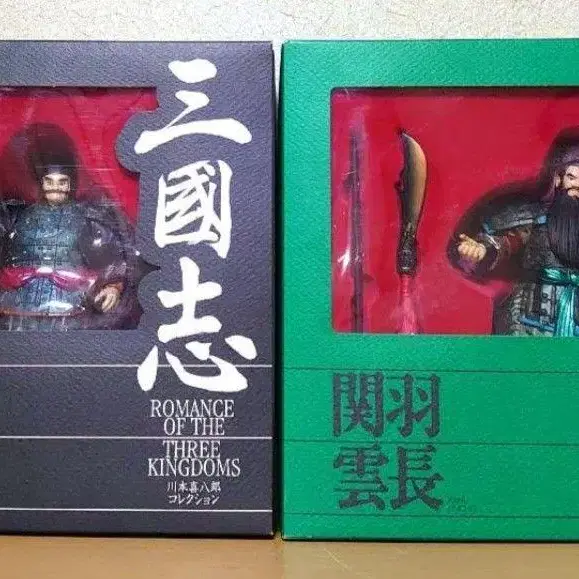 三國志
ROMANCE
OF THE
THREE
KINGDOMS
川本喜八郎
コレクション
関羽
雲長